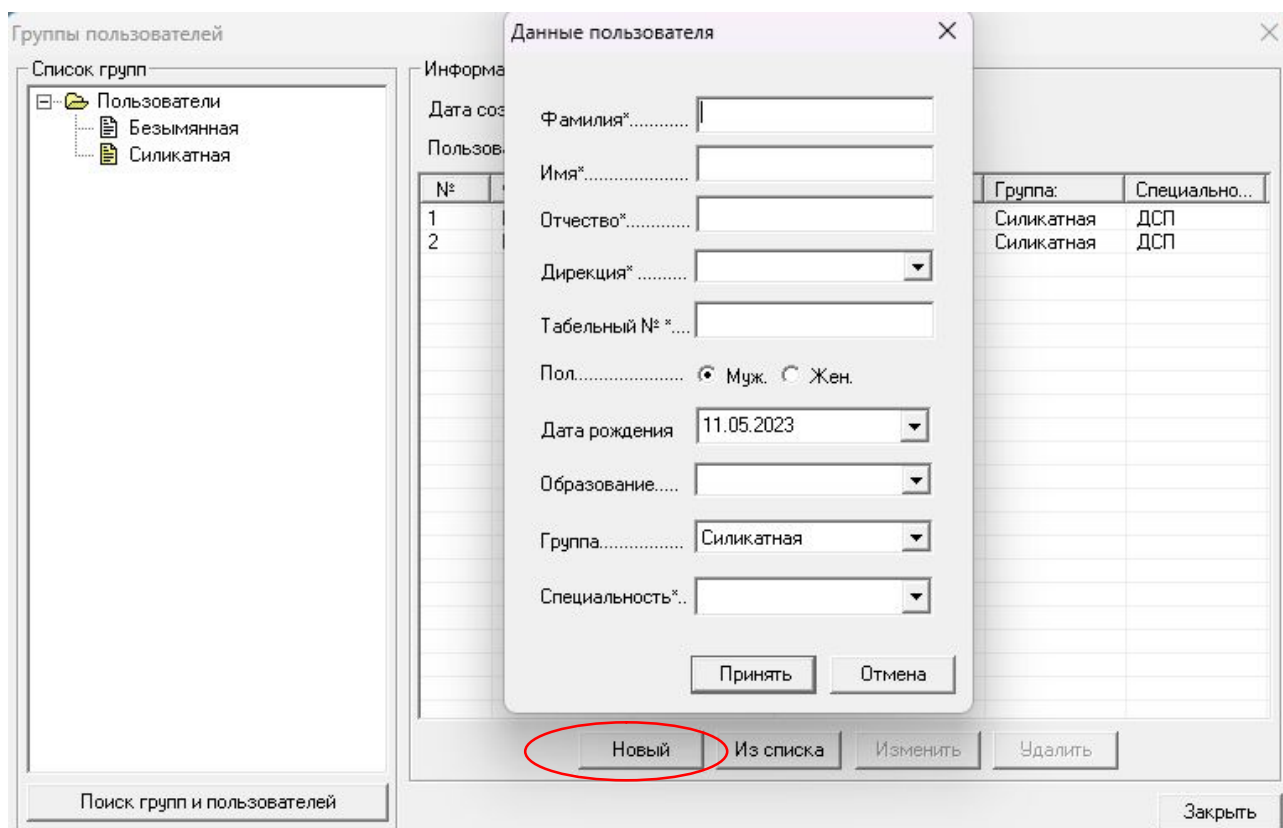 Группы пользователей
Список групп
Пользователи
Безымянная
Силикатная
Поиск групп и пользователей
Информа
Дата соз
Пользов
№ Группа: Специально...
1 Силикатная ДСП
2 Силикатная ДСП
Новый Из списка Изменить Удалить
Закрыть
Данные пользователя
Фамилия*...........
Имя*....................
Отчество*............
Дирекция* ..........
Табельный № *....
Пол...................... Муж. Жен.
Дата рождения 11.05.2023
Образование.....
Группа................. Силикатная
Специальность*..
Принять Отмена